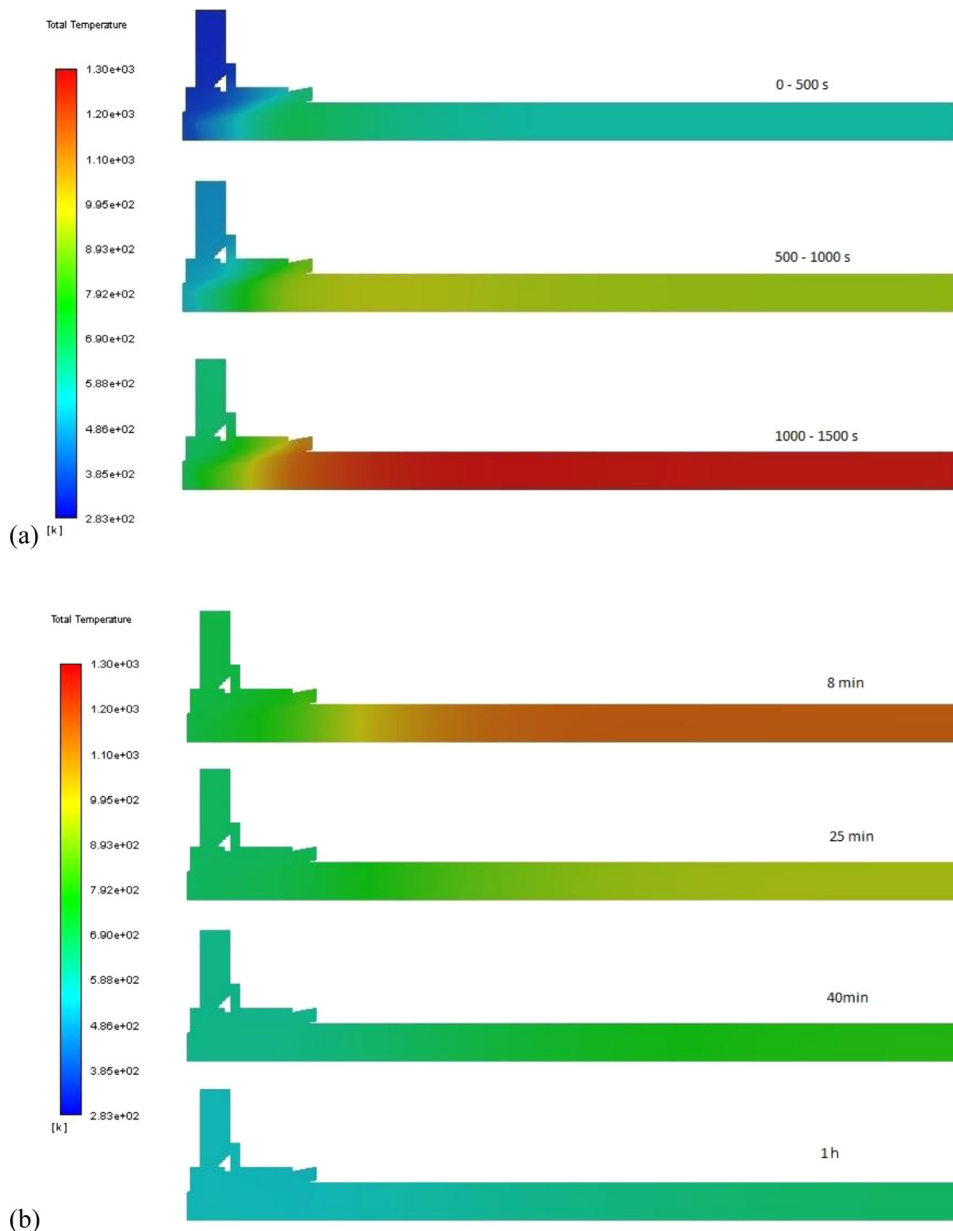 Total Temperature
1.30e+03
1.20e+03
1.10e+03
9.95e+02
8.93e+02
7.92e+02
6.90e+02
5.88e+02
4.86e+02
3.85e+02
2.83e+02
[k]
(a)
0 - 500 s
500 - 1000 s
1000 - 1500 s
Total Temperature
1.30e+03
1.20e+03
1.10e+03
9.95e+02
8.93e+02
7.92e+02
6.90e+02
5.88e+02
4.86e+02
3.85e+02
2.83e+02
[k]
(b)
8 min
25 min
40min
1 h